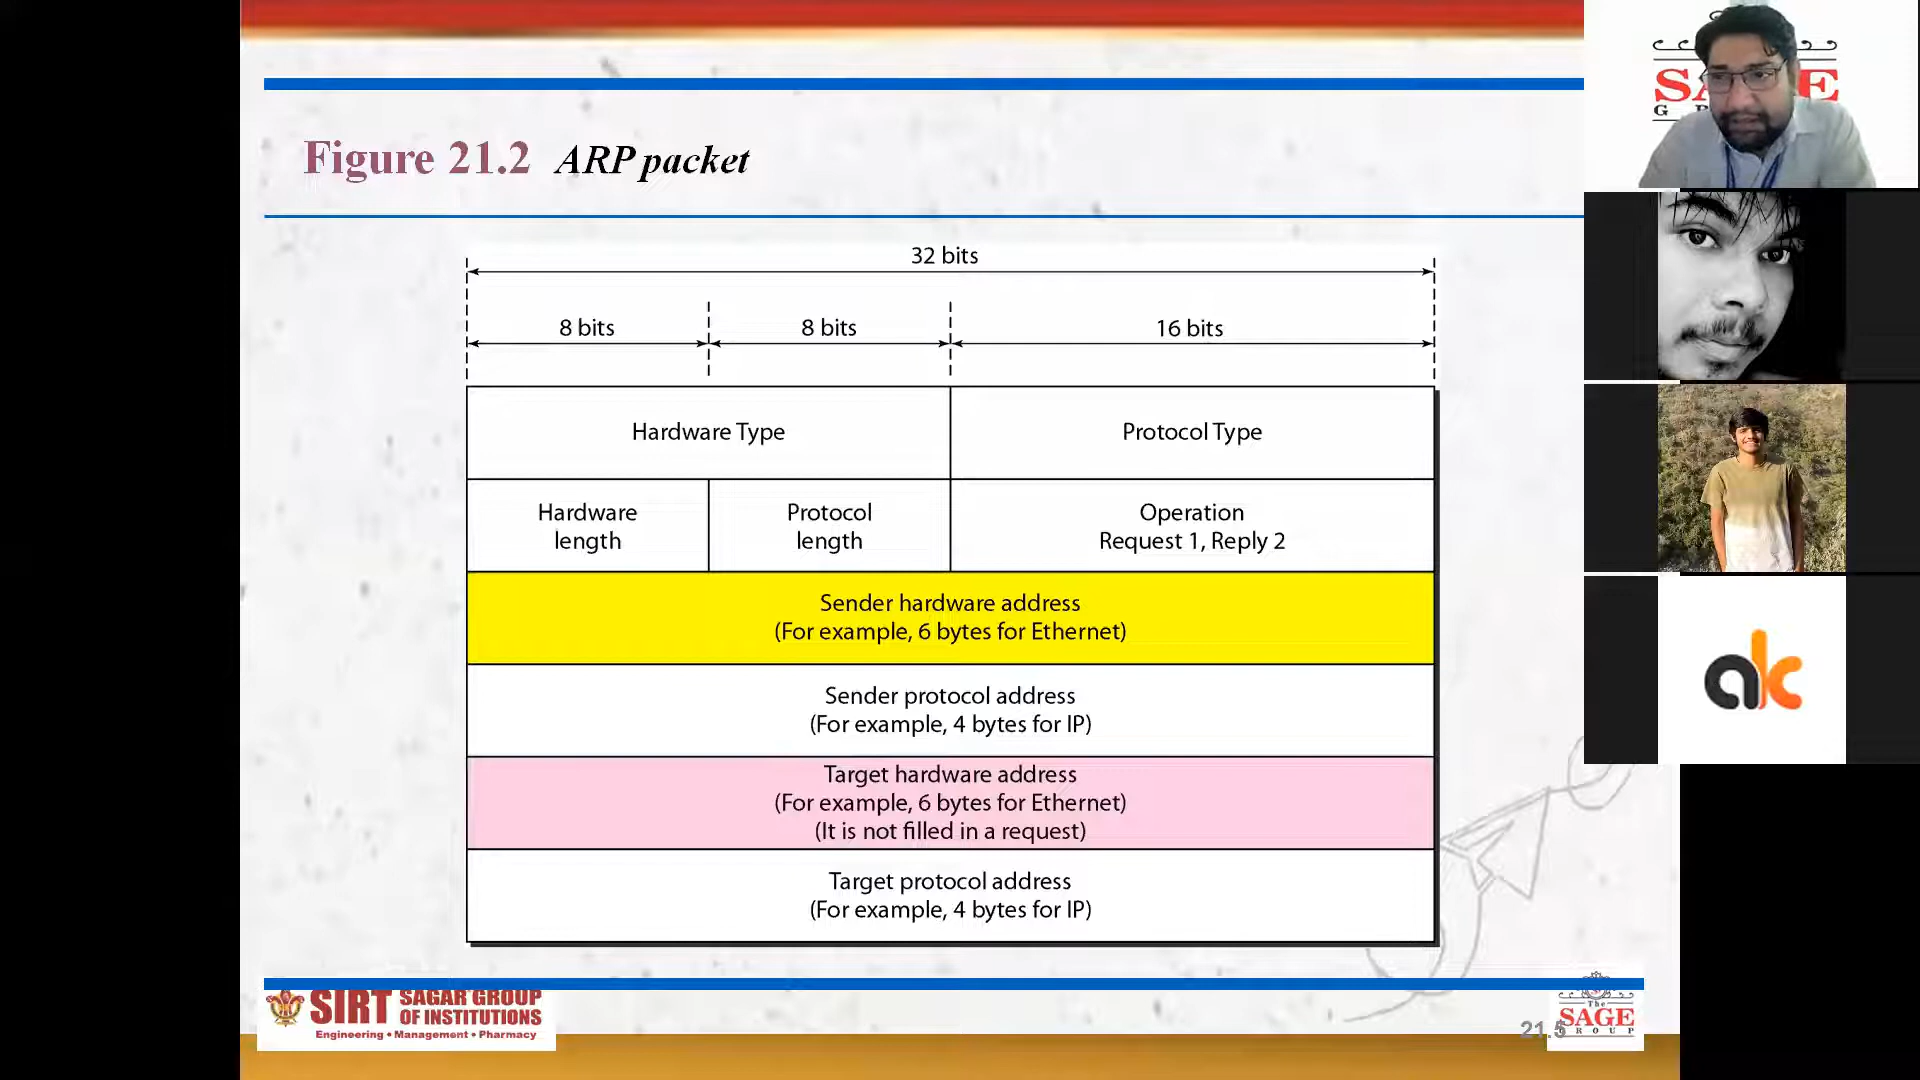 Figure 21.2 ARP packet
32 bits
8 bits 8 bits 16 bits
Hardware Type Protocol Type
Hardware length Protocol length Operation
Request 1, Reply 2
Sender hardware address
(For example, 6 bytes for Ethernet)
Sender protocol address
(For example, 4 bytes for IP)
Target hardware address
(For example, 6 bytes for Ethernet)
(It is not filled in a request)
Target protocol address
(For example, 4 bytes for IP)
SIRT SAGAR GROUP
OF INSTITUTIONS
Engineering • Management • Pharmacy
21.5
The
SAGE
GROUP
ak